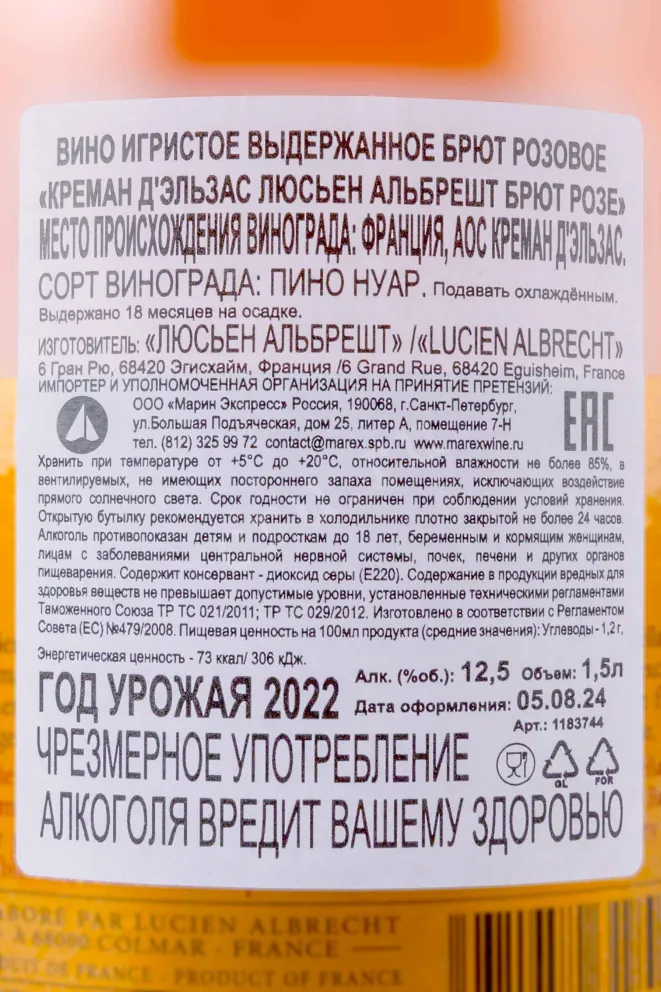 ВИНО ИГРИСТОЕ ВЫДЕРЖАННОЕ БРЮТ РОЗОВОЕ
«КРЕМАН Д'ЭЛЬЗАС ЛЮСЬЕН АЛЬБРЕШТ БРЮТ РОЗЕ»
МЕСТО ПРОИСХОЖДЕНИЯ ВИНОГРАДА: ФРАНЦИЯ, АОС КРЕМАН Д'ЭЛЬЗАС.
СОРТ ВИНОГРАДА: ПИНО НУАР. Подавать охлаждённым.
Выдержано 18 месяцев на осадке.
ИЗГОТОВИТЕЛЬ: «ЛЮСЬЕН АЛЬБРЕШТ» /«LUCIEN ALBRECHT»
6 Гран Рю, 68420 Эгисхайм, Франция /6 Grand Rue, 68420 Eguisheim, France
ИМПОРТЕР И УПОЛНОМОЧЕННАЯ ОРГАНИЗАЦИЯ НА ПРИНЯТИЕ ПРЕТЕНЗИЙ:
ООО «Марин Экспресс» Россия, 190068, г.Санкт-Петербург,
ул.Большая Подъяческая, дом 25, литер А, помещение 7-Н
тел. (812) 325 99 72 contact@marex.spb.ru www.marexwine.ru
EAC
Хранить при температуре от +5°С до +20°С, относительной влажности не более 85%, в
вентилируемых, не имеющих постороннего запаха помещениях, исключающих воздействие
прямого солнечного света. Срок годности не ограничен при соблюдении условий хранения.
Открытую бутылку рекомендуется хранить в холодильнике плотно закрытой не более 24 часов.
Алкоголь противопоказан детям и подросткам до 18 лет, беременным и кормящим женщинам,
лицам с заболеваниями центральной нервной системы, почек, печени и других органов
пищеварения. Содержит консервант - диоксид серы (Е220). Содержание в продукции вредных для
здоровья веществ не превышает допустимые уровни, установленные техническими регламентами
Таможенного Союза ТР ТС 021/2011; ТР ТС 029/2012. Изготовлено в соответствии с Регламентом
Совета (ЕС) №479/2008. Пищевая ценность на 100мл продукта (средние значения): Углеводы - 1,2 г,
Энергетическая ценность - 73 ккал/ 306 кДж.
Алк. (%об.): 12,5 Объем: 1,5л
ГОД УРОЖАЯ 2022
Дата оформления: 05.08.24
Арт.: 1183744
ЧРЕЗМЕРНОЕ УПОТРЕБЛЕНИЕ
GL FOR
АЛКОГОЛЯ ВРЕДИТ ВАШЕМУ ЗДОРОВЬЮ
PAR LUCIEN ALBRECHT
A 68000 COLMAR - FRANCE
DE FRANCE - PRODUCT OF FRANCE